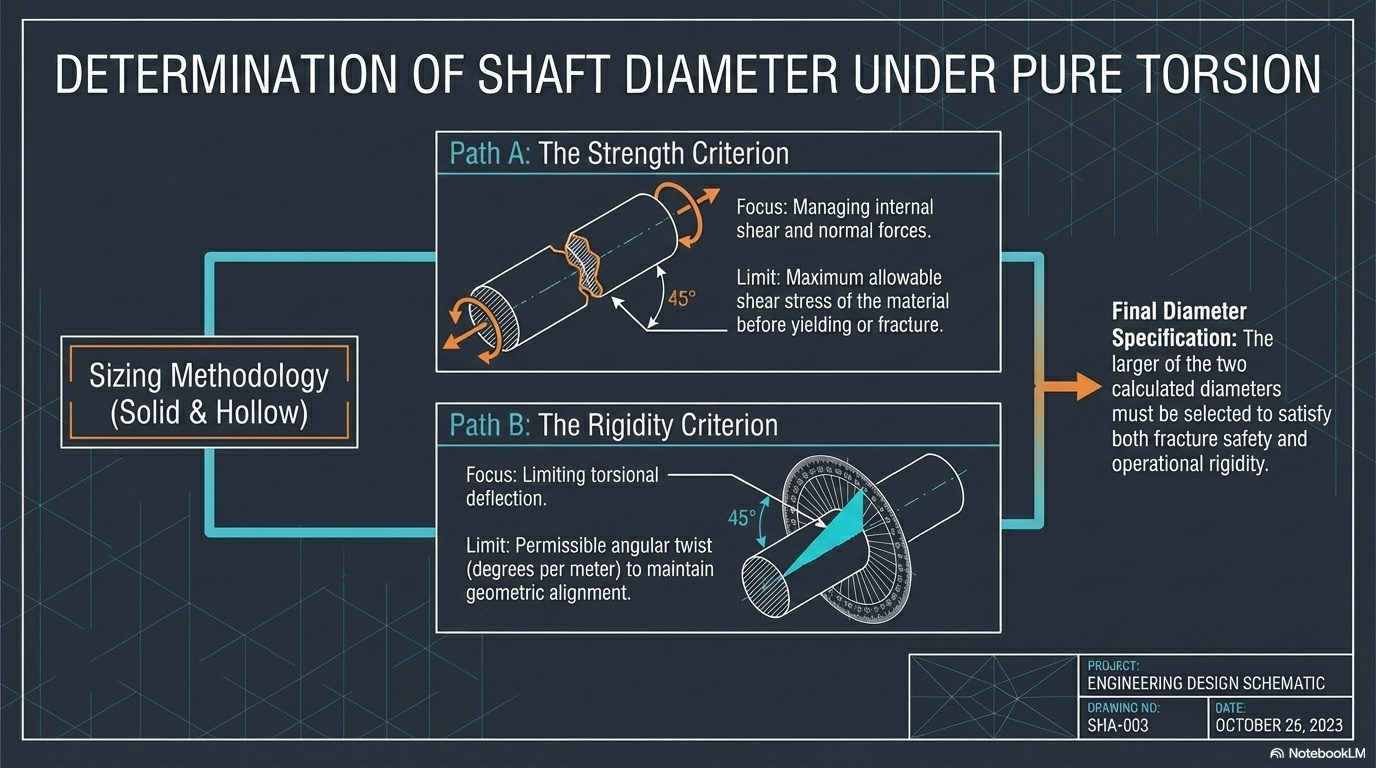 DETERMINATION OF SHAFT DIAMETER UNDER PURE TORSION
Sizing Methodology
(Solid & Hollow)
Path A: The Strength Criterion
45°
Focus: Managing internal
shear and normal forces.
Limit: Maximum allowable
shear stress of the material
before yielding or fracture.
Path B: The Rigidity Criterion
Focus: Limiting torsional
deflection.
Limit: Permissible angular twist
(degrees per meter) to maintain
geometric alignment.
45°
Final Diameter
Specification: The
larger of the two
calculated diameters
must be selected to satisfy
both fracture safety and
operational rigidity.
PROJECT:
ENGINEERING DESIGN SCHEMATIC
DRAWING NO:
SHA-003
DATE:
OCTOBER 26, 2023
NotebookLM